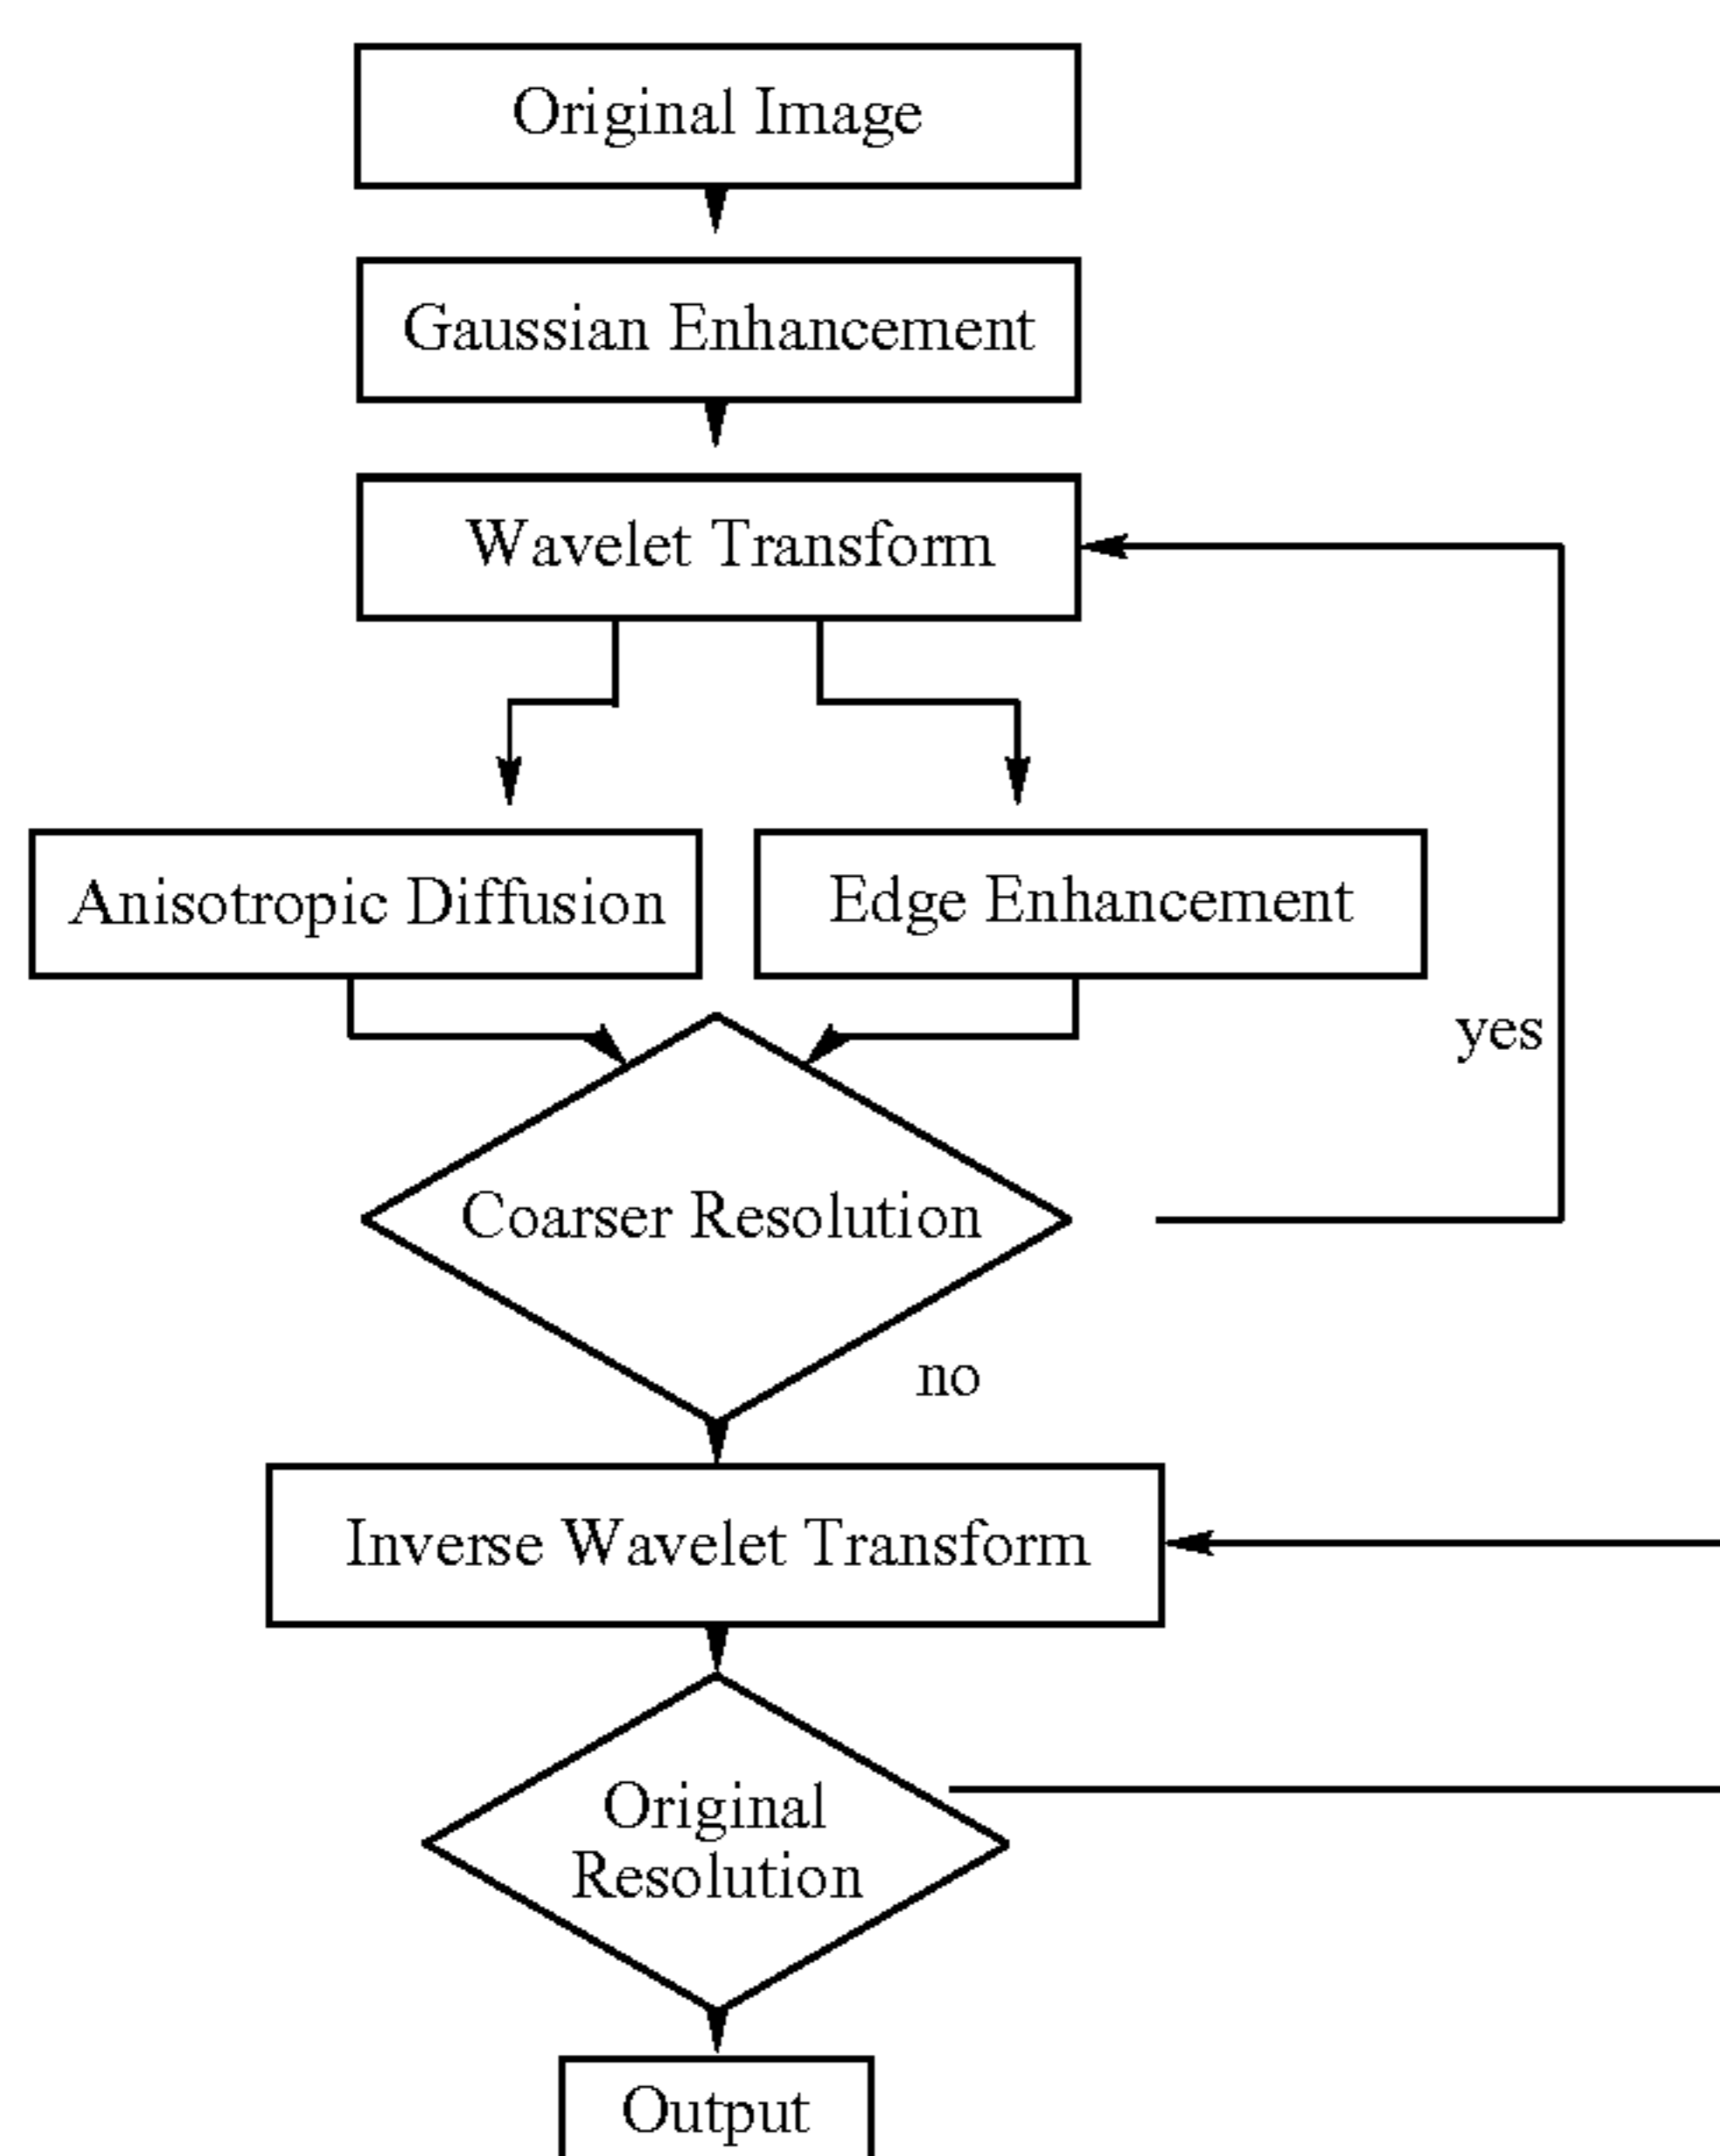 Original Image
Gaussian Enhancement
Wavelet Transform
Anisotropic Diffusion
Edge Enhancement
yes
Coarser Resolution
no
Inverse Wavelet Transform
Original
Resolution
Output